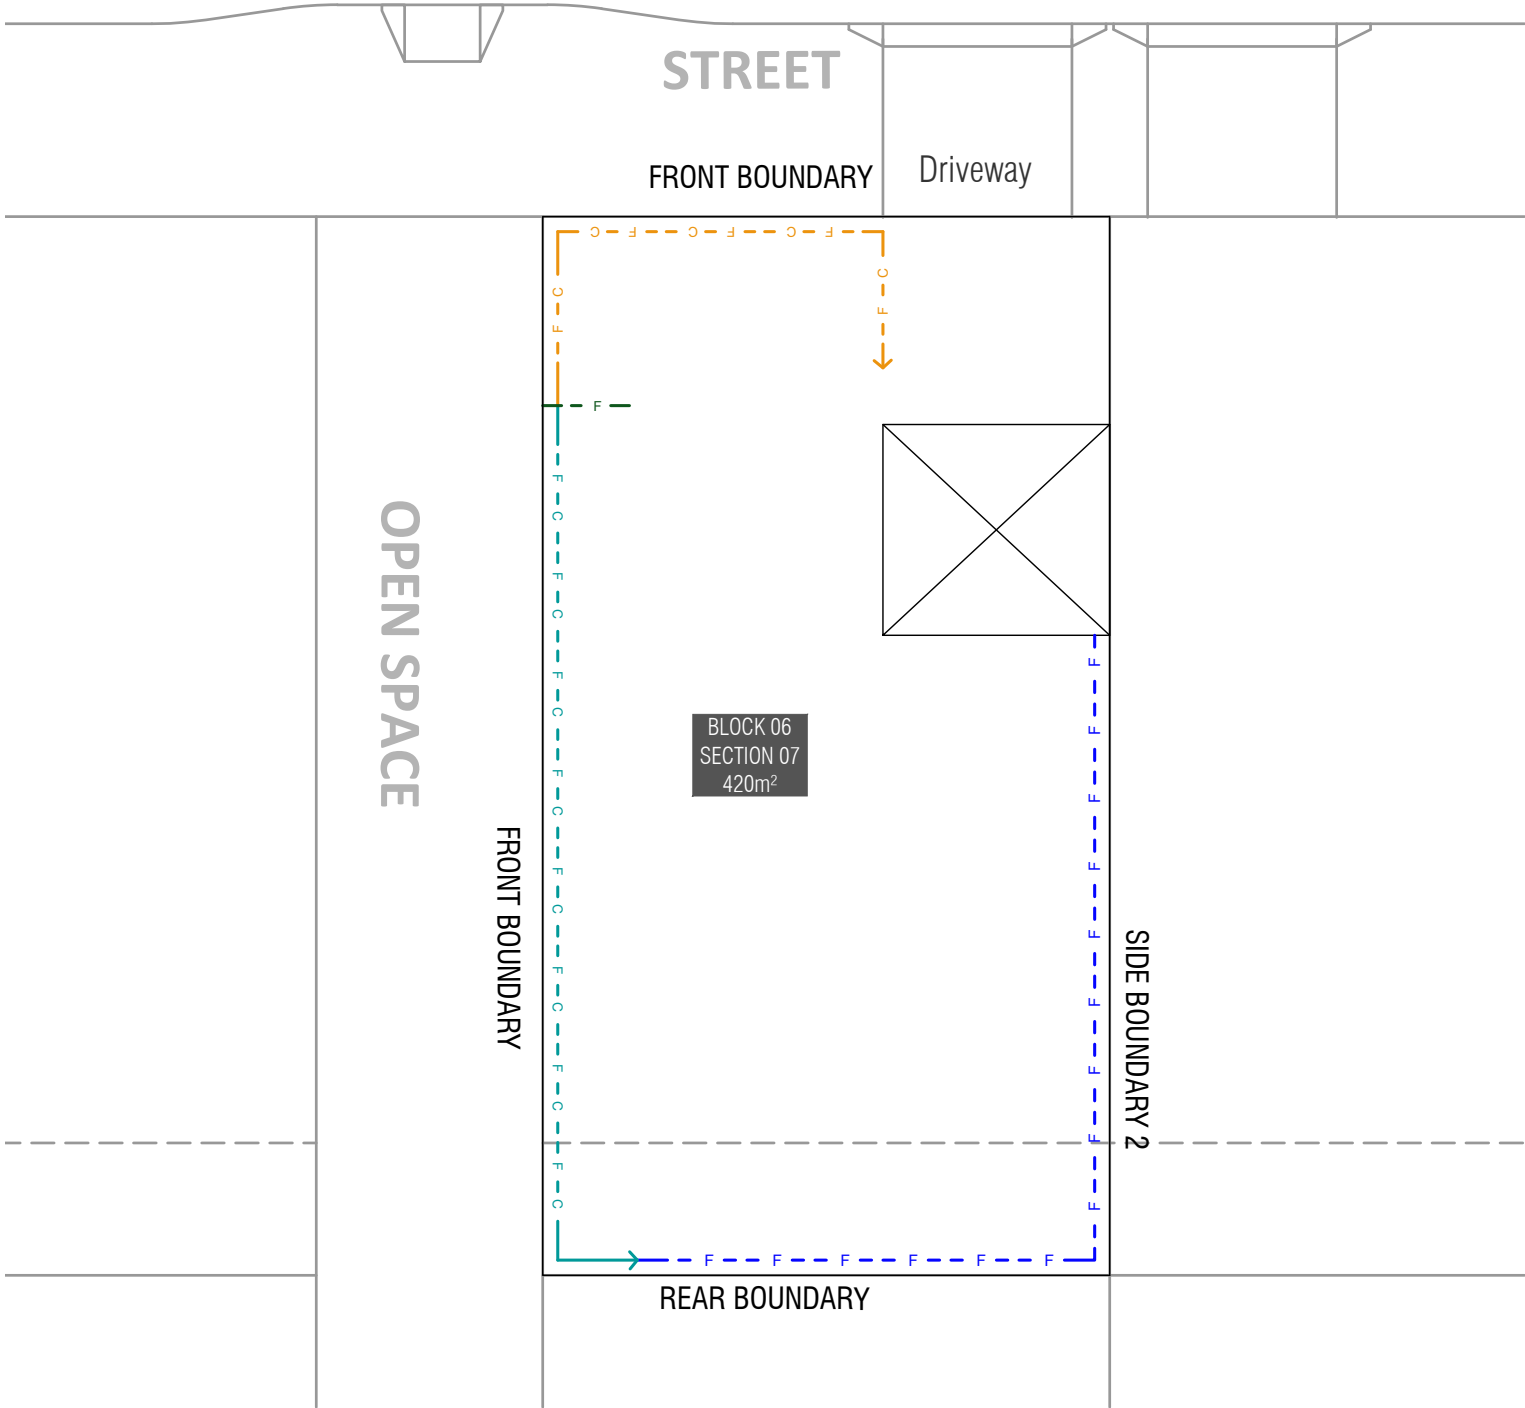 STREET
FRONT BOUNDARY
Driveway
C F C F C F
C F
C F
F
F C F C F C F C F C F C F C F C
OPEN SPACE
FRONT BOUNDARY
BLOCK 06
SECTION 07
420m²
F F F F F F F F F
SIDE BOUNDARY 2
F F F F F F
REAR BOUNDARY